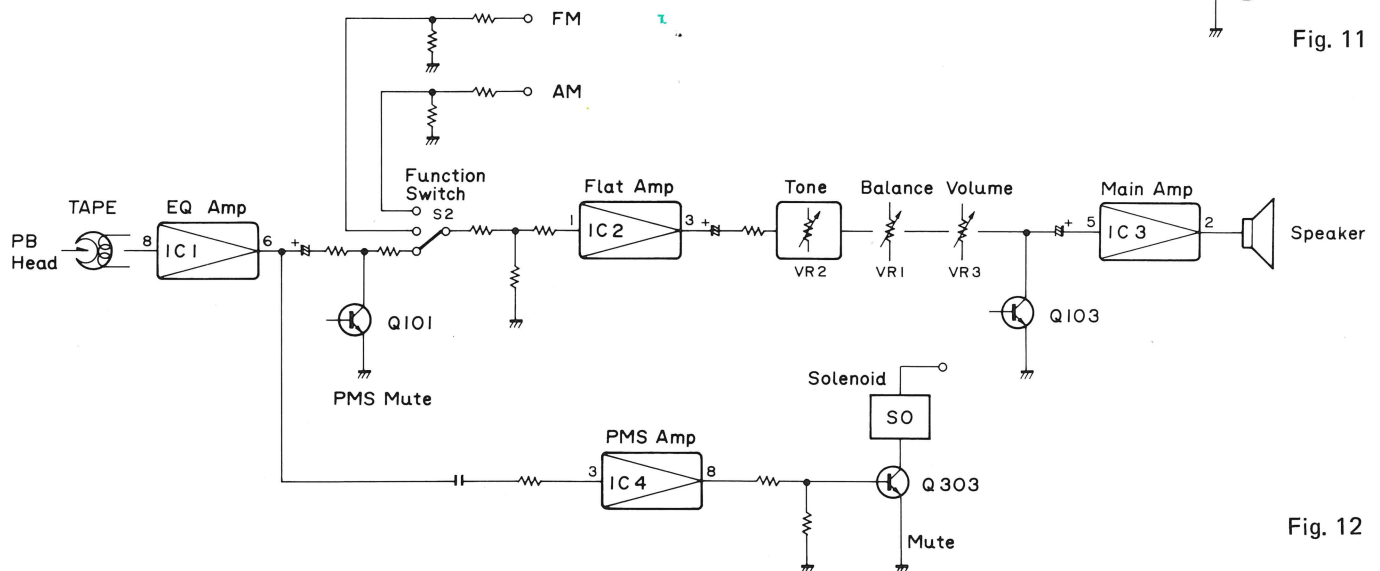 FM
Fig. 11
AM
Function
Switch
S2
TAPE
EQ Amp
Flat Amp
Tone
Balance
Volume
Main Amp
PB
Head
8
IC1
6
+
1
IC2
3
+
VR2
VR1
VR3
+
5
IC3
2
Speaker
Q101
Q103
PMS Mute
Solenoid
SO
PMS Amp
3
IC4
8
Q303
Mute
Fig. 12